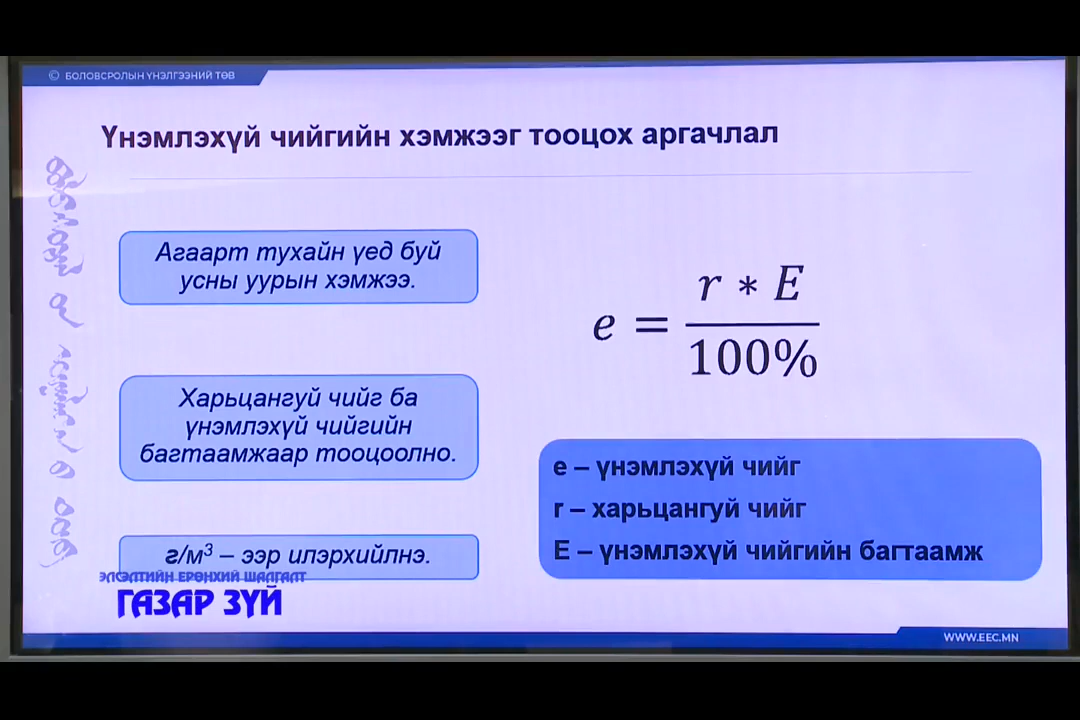 © БОЛОВСРОЛЫН ҮНЭЛГЭЭНИЙ ТӨВ
Үнэмлэхүй чийгийн хэмжээг тооцох аргачлал
Агаарт тухайн үед буй
усны уурын хэмжээ.
Харьцангуй чийг ба
үнэмлэхүй чийгийн
багтаамжаар тооцоолно.
г/м³ – ээр илэрхийлнэ.
e = r * E / 100%
e – үнэмлэхүй чийг
r – харьцангуй чийг
E – үнэмлэхүй чийгийн багтаамж
ЭЛСЭЛТИЙН ЕРӨНХИЙ ШАЛГАЛТ
ГАЗАР ЗҮЙ
WWW.EEC.MN